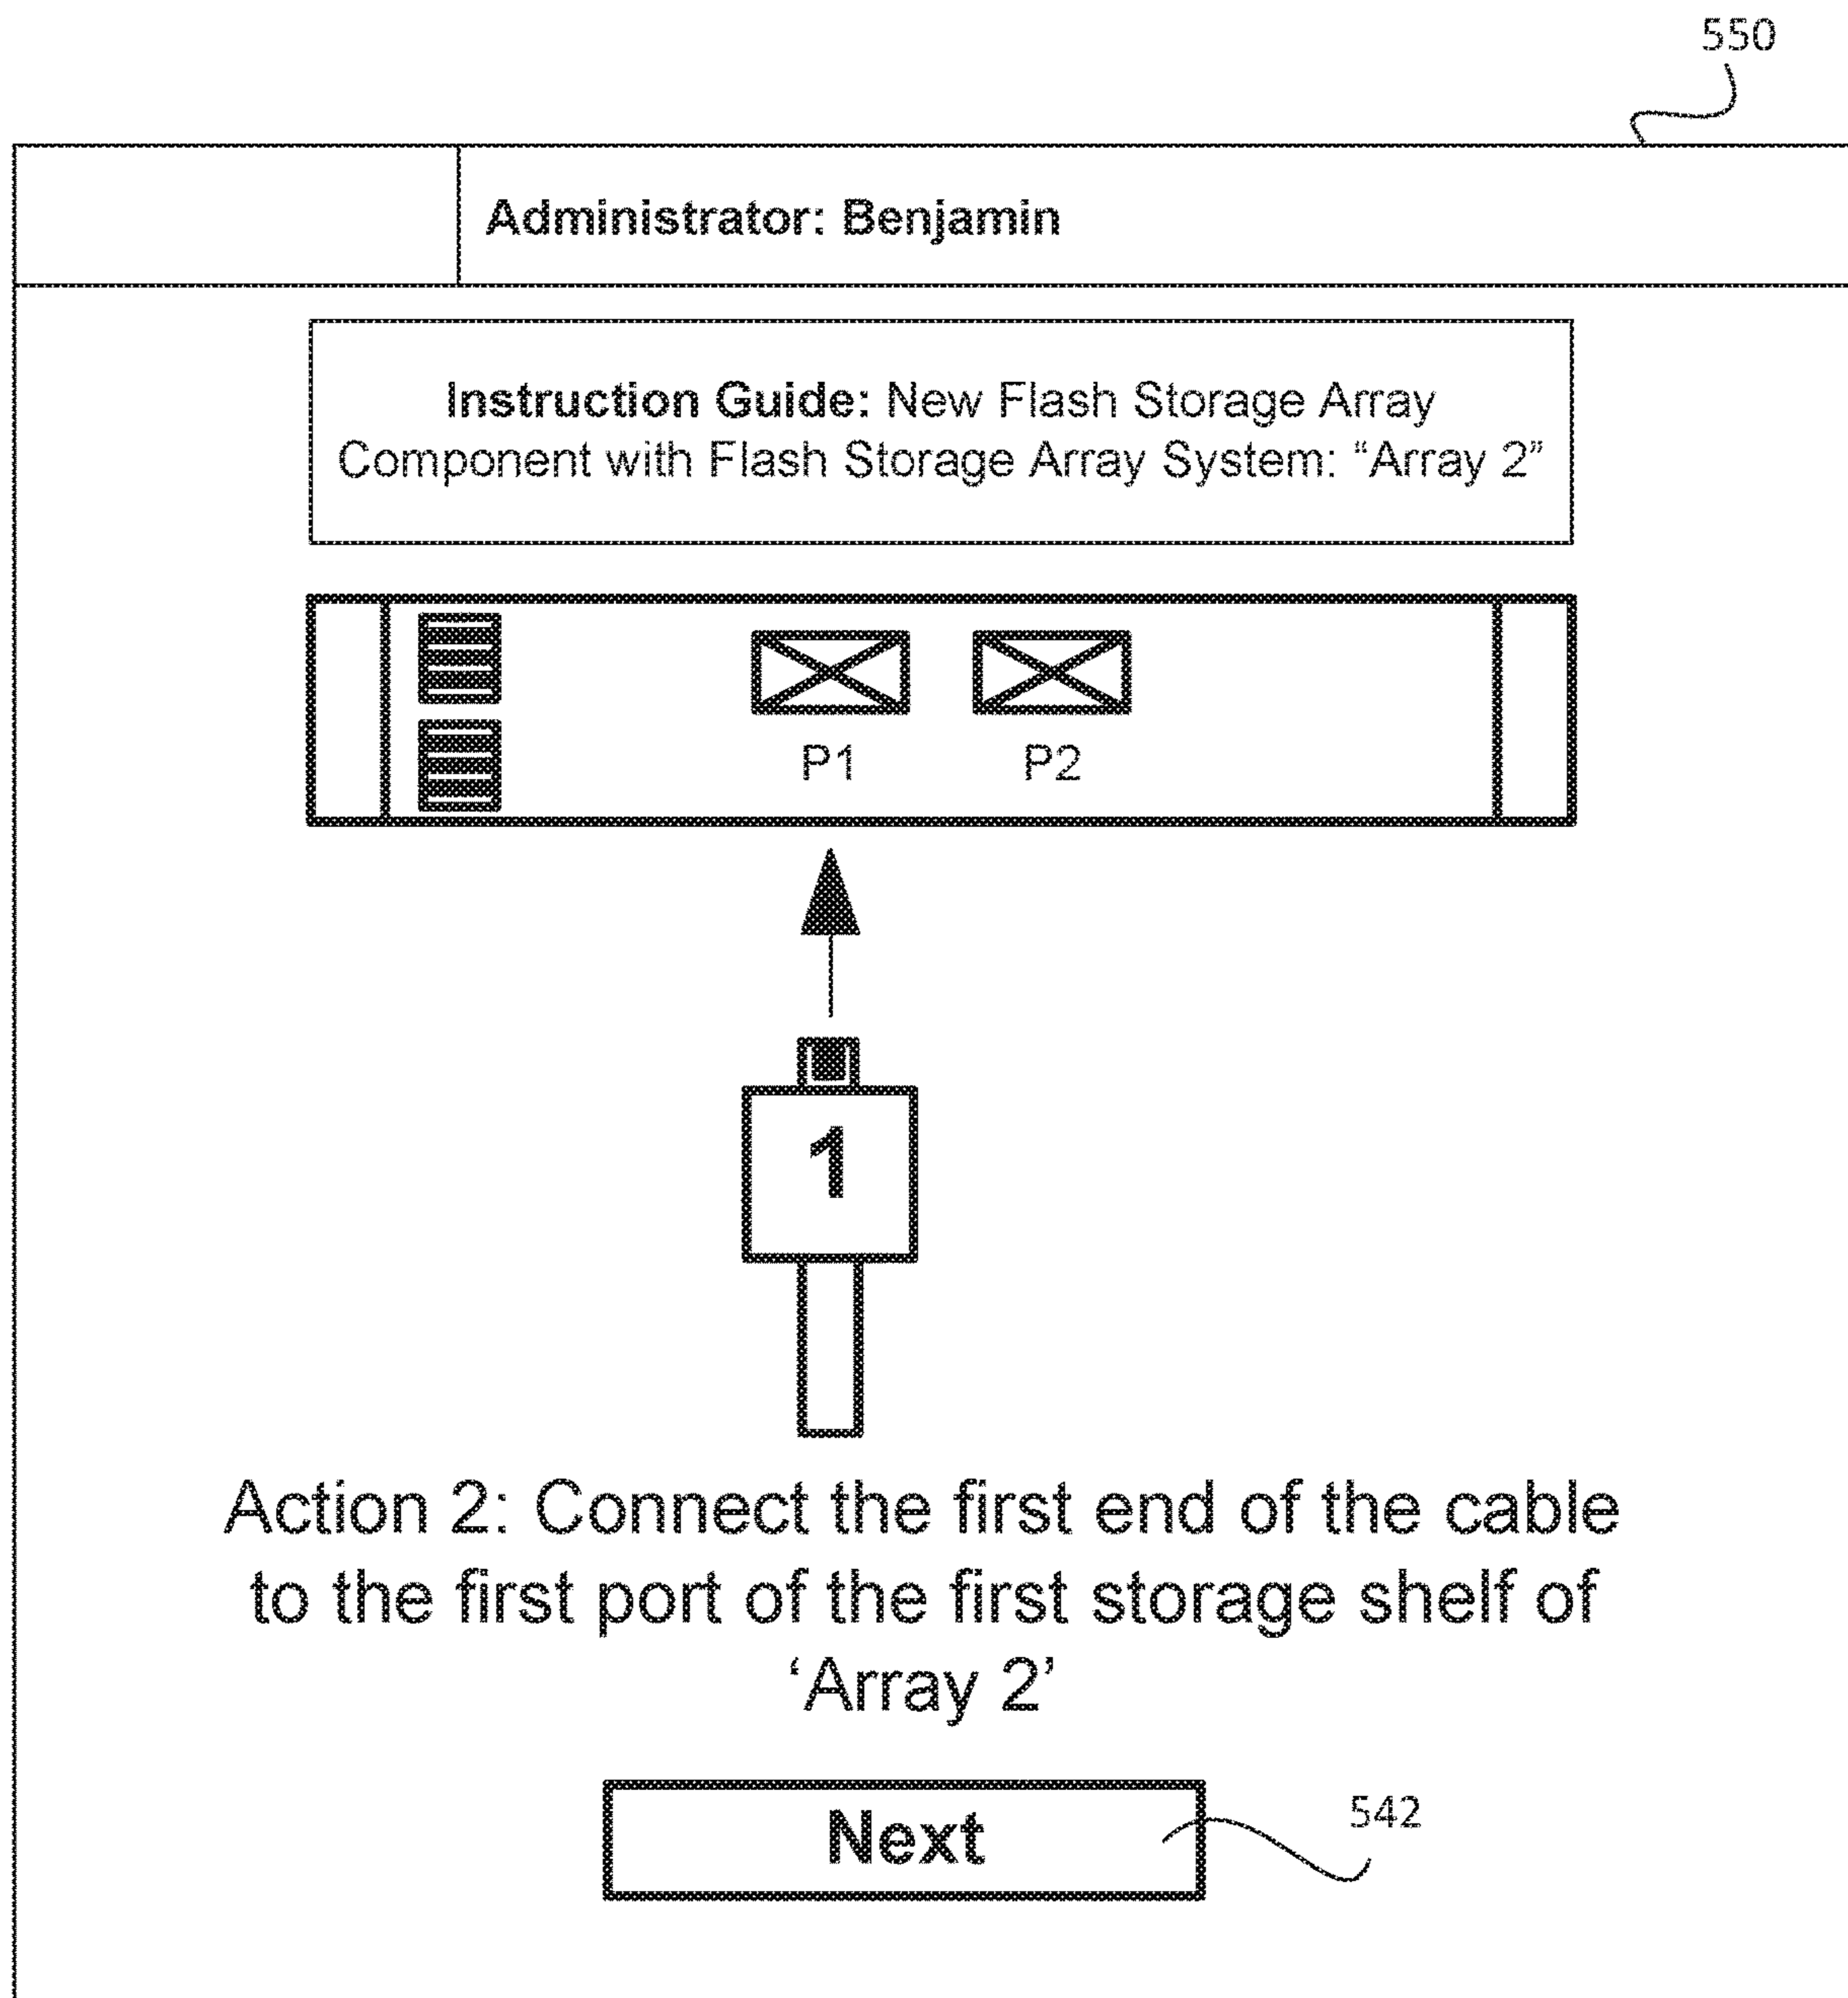 550
Administrator: Benjamin
Instruction Guide: New Flash Storage Array
Component with Flash Storage Array System: “Array 2”
P1 P2
1
Action 2: Connect the first end of the cable
to the first port of the first storage shelf of
‘Array 2’
Next
542